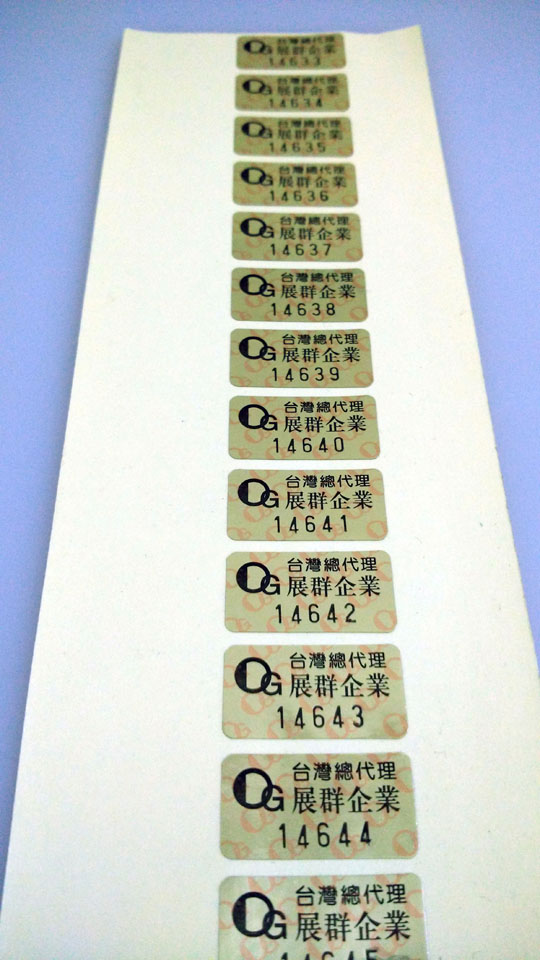 台灣總代理
OG 展群企業
14633
台灣總代理
OG 展群企業
14634
台灣總代理
OG 展群企業
14635
台灣總代理
OG 展群企業
14636
台灣總代理
OG 展群企業
14637
台灣總代理
OG 展群企業
14638
台灣總代理
OG 展群企業
14639
台灣總代理
OG 展群企業
14640
台灣總代理
OG 展群企業
14641
台灣總代理
OG 展群企業
14642
台灣總代理
OG 展群企業
14643
台灣總代理
OG 展群企業
14644
台灣總代理
OG 展群企業
14645